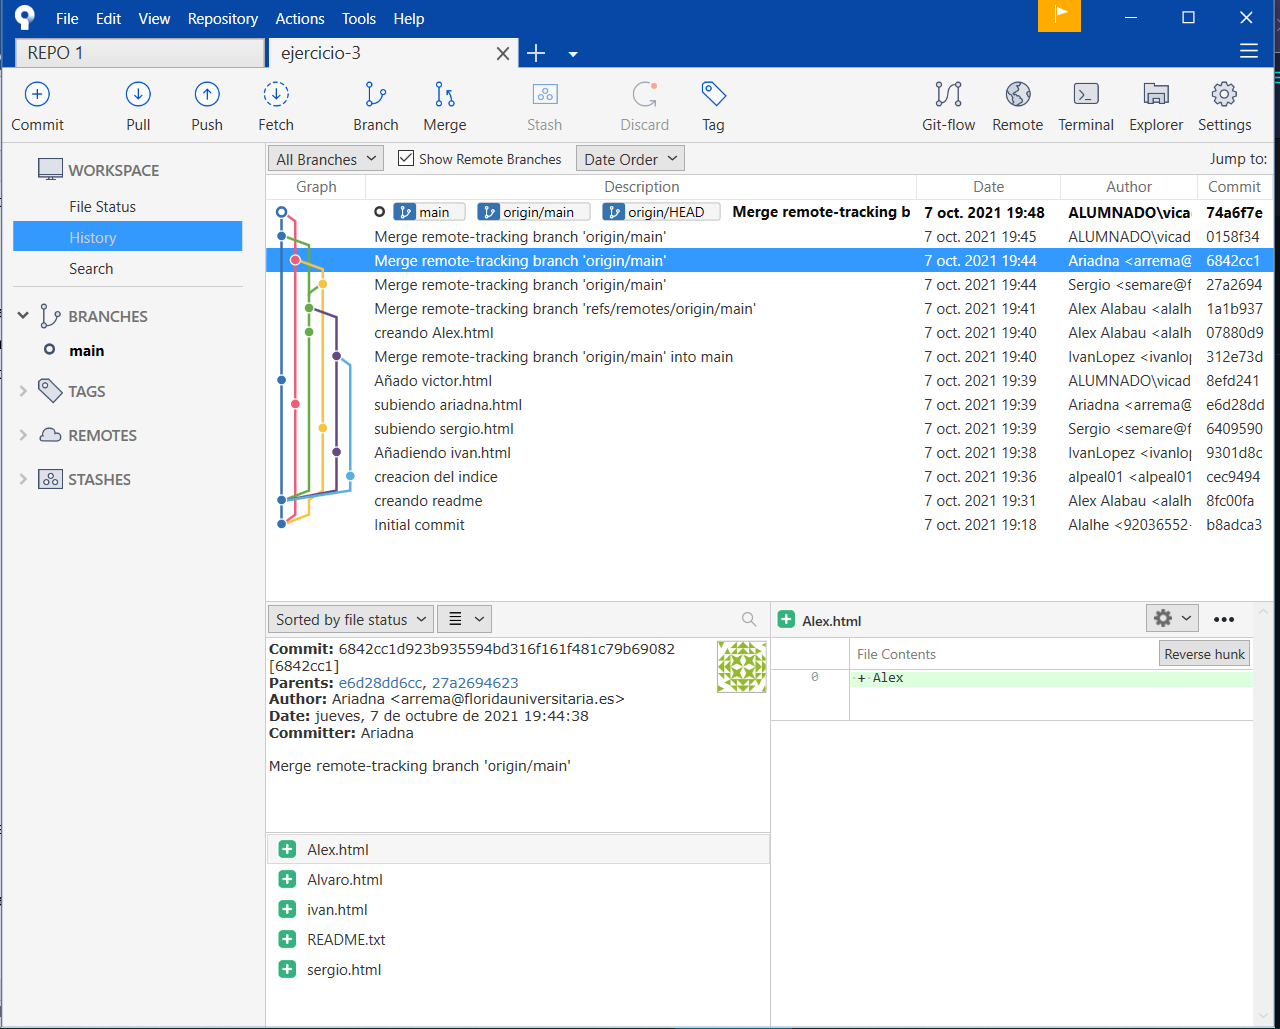 File Edit View Repository Actions Tools Help
REPO 1 ejercicio-3
Commit Pull Push Fetch Branch Merge Stash Discard Tag Git-flow Remote Terminal Explorer Settings
WORKSPACE
File Status
History
Search
BRANCHES
main
TAGS
REMOTES
STASHES
All Branches Show Remote Branches Date Order Jump to:
Graph Description Date Author Commit
main origin/main origin/HEAD Merge remote-tracking b 7 oct. 2021 19:48 ALUMNADO\vica 74a6f7e
Merge remote-tracking branch 'origin/main' 7 oct. 2021 19:45 ALUMNADO\vicad 0158f34
Merge remote-tracking branch 'origin/main' 7 oct. 2021 19:44 Ariadna <arrema@ 6842cc1
Merge remote-tracking branch 'origin/main' 7 oct. 2021 19:44 Sergio <semare@f 27a2694
Merge remote-tracking branch 'refs/remotes/origin/main' 7 oct. 2021 19:41 Alex Alabau <alalh 1a1b937
creando Alex.html 7 oct. 2021 19:40 Alex Alabau <alalh 07880d9
Merge remote-tracking branch 'origin/main' into main 7 oct. 2021 19:40 IvanLopez <ivanlop 312e73d
Añado victor.html 7 oct. 2021 19:39 ALUMNADO\vicad 8efd241
subiendo ariadna.html 7 oct. 2021 19:39 Ariadna <arrema@ e6d28dd
subiendo sergio.html 7 oct. 2021 19:39 Sergio <semare@f 6409590
Añadiendo ivan.html 7 oct. 2021 19:38 IvanLopez <ivanlop 9301d8c
creacion del indice 7 oct. 2021 19:36 alpeal01 <alpeal01 cec9494
creando readme 7 oct. 2021 19:31 Alex Alabau <alalh 8fc00fa
Initial commit 7 oct. 2021 19:18 Alalhe <92036552- b8adca3
Sorted by file status
Commit: 6842cc1d923b935594bd316f161f481c79b69082
[6842cc1]
Parents: e6d28dd6cc, 27a2694623
Author: Ariadna <arrema@floridauniversitaria.es>
Date: jueves, 7 de octubre de 2021 19:44:38
Committer: Ariadna
Merge remote-tracking branch 'origin/main'
Alex.html
Alvaro.html
ivan.html
README.txt
sergio.html
Alex.html
File Contents Reverse hunk
0 + Alex